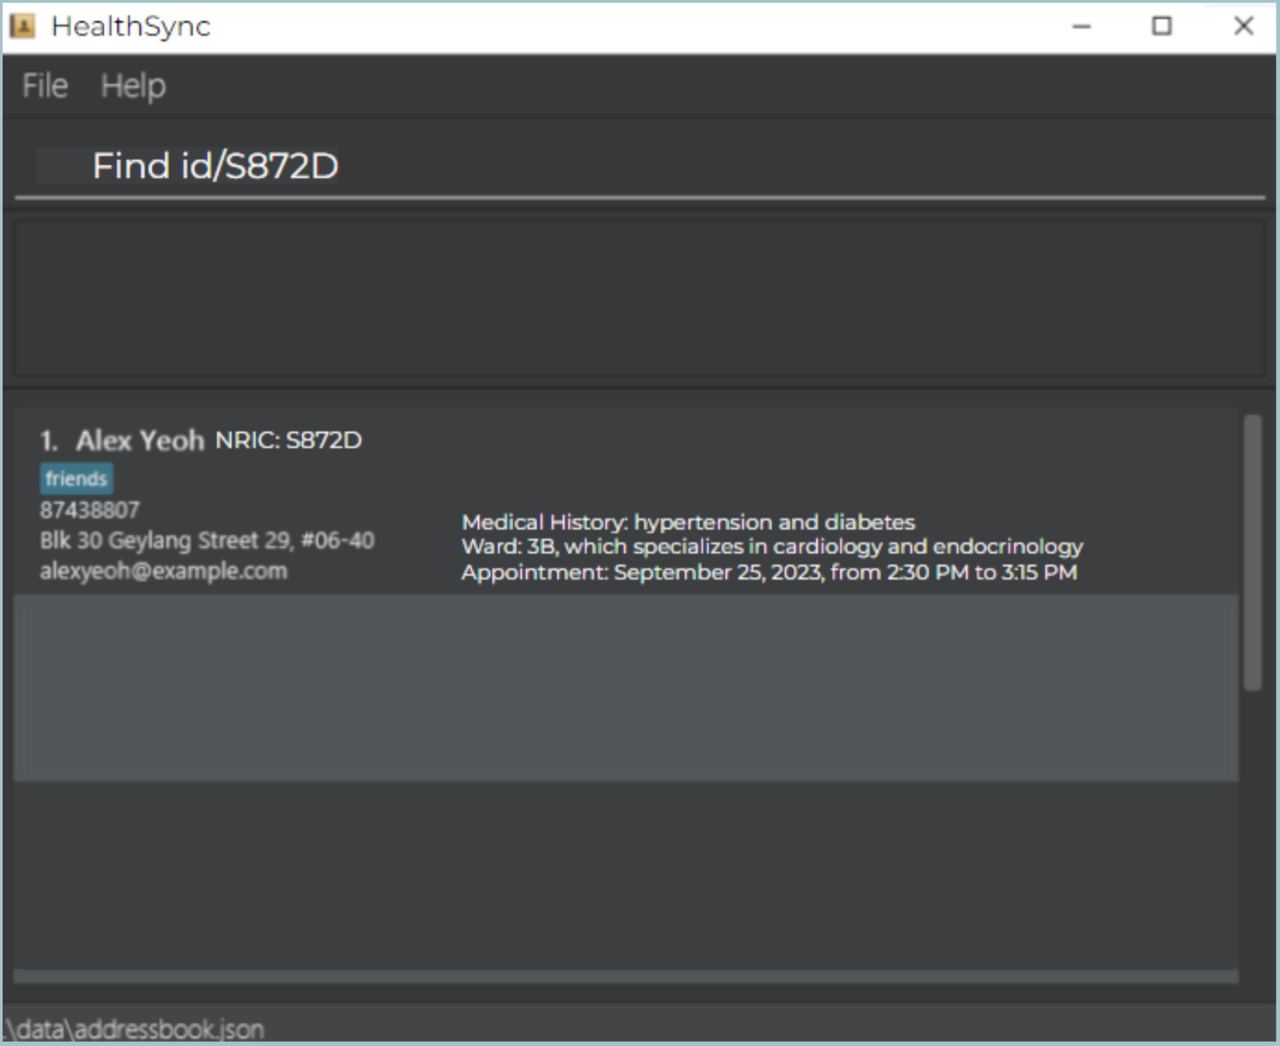 HealthSync
File Help
Find id/S872D
1. Alex Yeoh NRIC: S872D
friends
87438807
Blk 30 Geylang Street 29, #06-40
alexyeoh@example.com
Medical History: hypertension and diabetes
Ward: 3B, which specializes in cardiology and endocrinology
Appointment: September 25, 2023, from 2:30 PM to 3:15 PM
.\data\addressbook.json